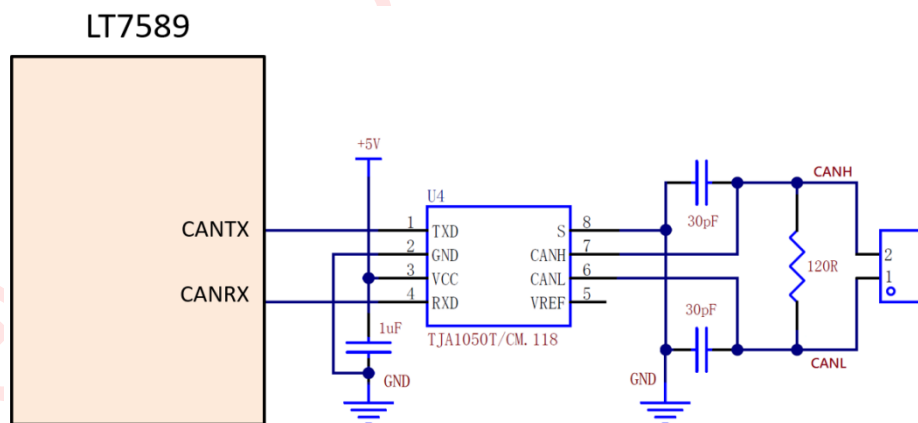 LT7589
+5V
U4
CANTX
CANRX
1 TXD
2 GND
3 VCC
4 RXD
S 8
CANH 7
CANL 6
VREF 5
TJA1050T/CM.118
1uF
GND
30pF
30pF
GND
CANH
120R
CANL
2
1